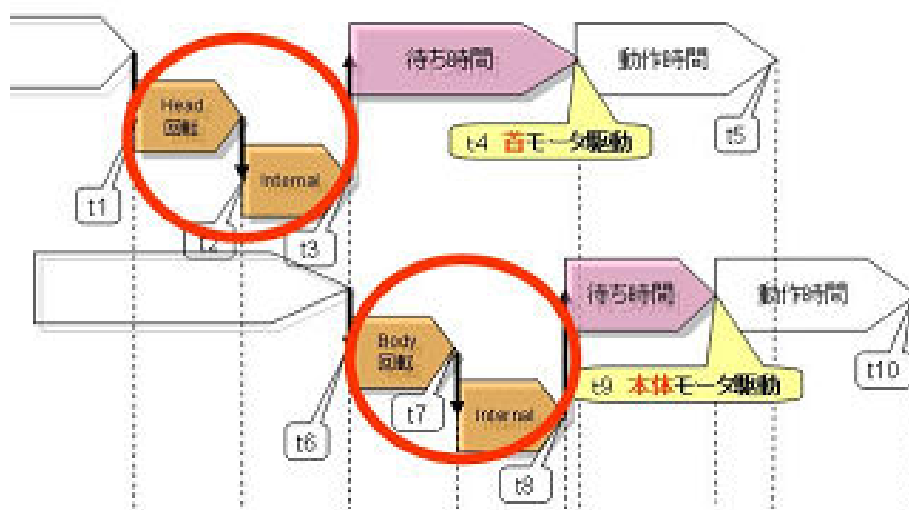 待ち時間
動作時間
Head
回転
t4 首モータ駆動
t5
Internal
t1
t2
t3
待ち時間
動作時間
Body
回転
t10
t9 本体モータ駆動
t7
Internal
t6
t8